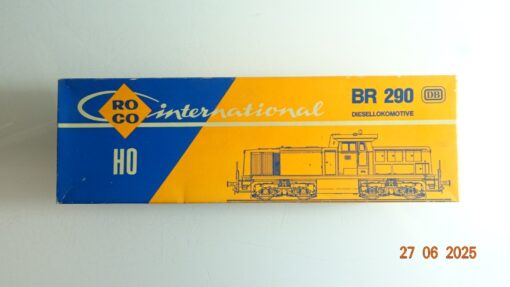 RO
CO
international
BR 290
DB
DIESELLOKOMOTIVE
HO
27 06 2025